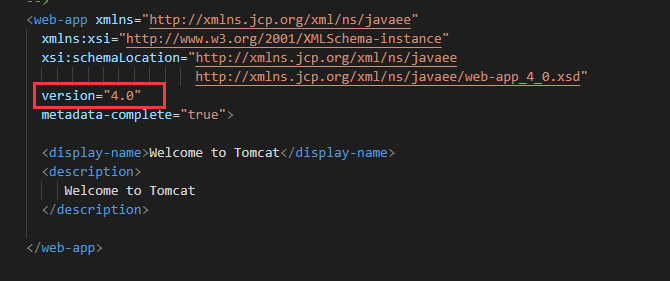 -->
<web-app xmlns="http://xmlns.jcp.org/xml/ns/javaee"
xmlns:xsi="http://www.w3.org/2001/XMLSchema-instance"
xsi:schemaLocation="http://xmlns.jcp.org/xml/ns/javaee
http://xmlns.jcp.org/xml/ns/javaee/web-app_4_0.xsd"
version="4.0"
metadata-complete="true">
<display-name>Welcome to Tomcat</display-name>
<description>
Welcome to Tomcat
</description>
</web-app>